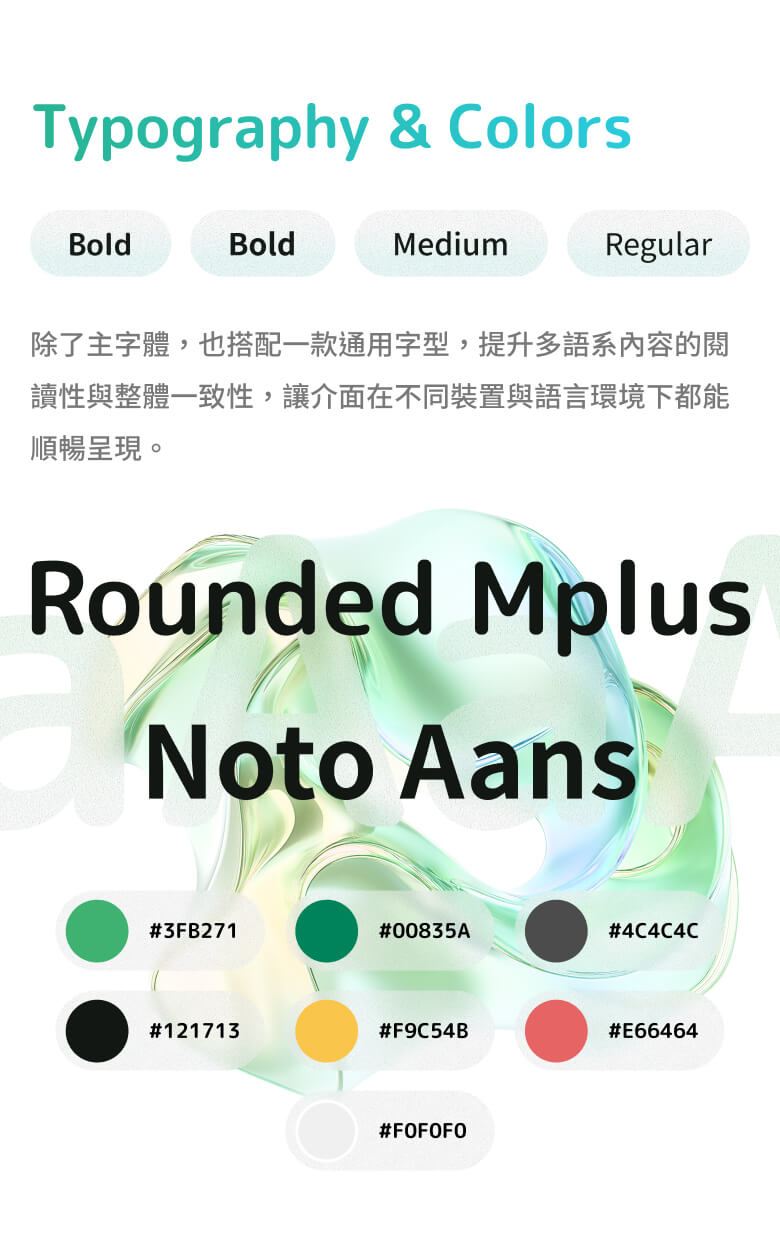 Typography & Colors
Bold Bold Medium Regular
除了主字體，也搭配一款通用字型，提升多語系內容的閱
讀性與整體一致性，讓介面在不同裝置與語言環境下都能
順暢呈現。
aAaA
Rounded Mplus
Noto Aans
#3FB271 #00835A #4C4C4C
#121713 #F9C54B #E66464
#F0F0F0